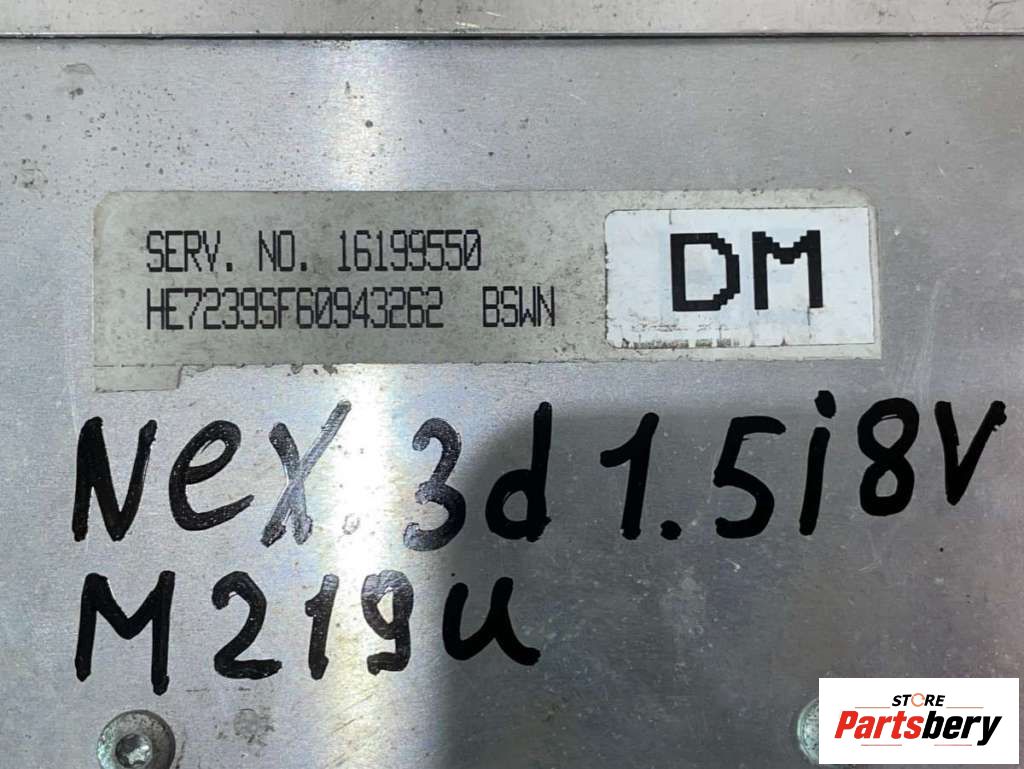 SERV. NO. 16199550
HE7239SF60943262 BSWN
DM
Nex. 3d 1.5i8V
M219u
STORE
Partsbery